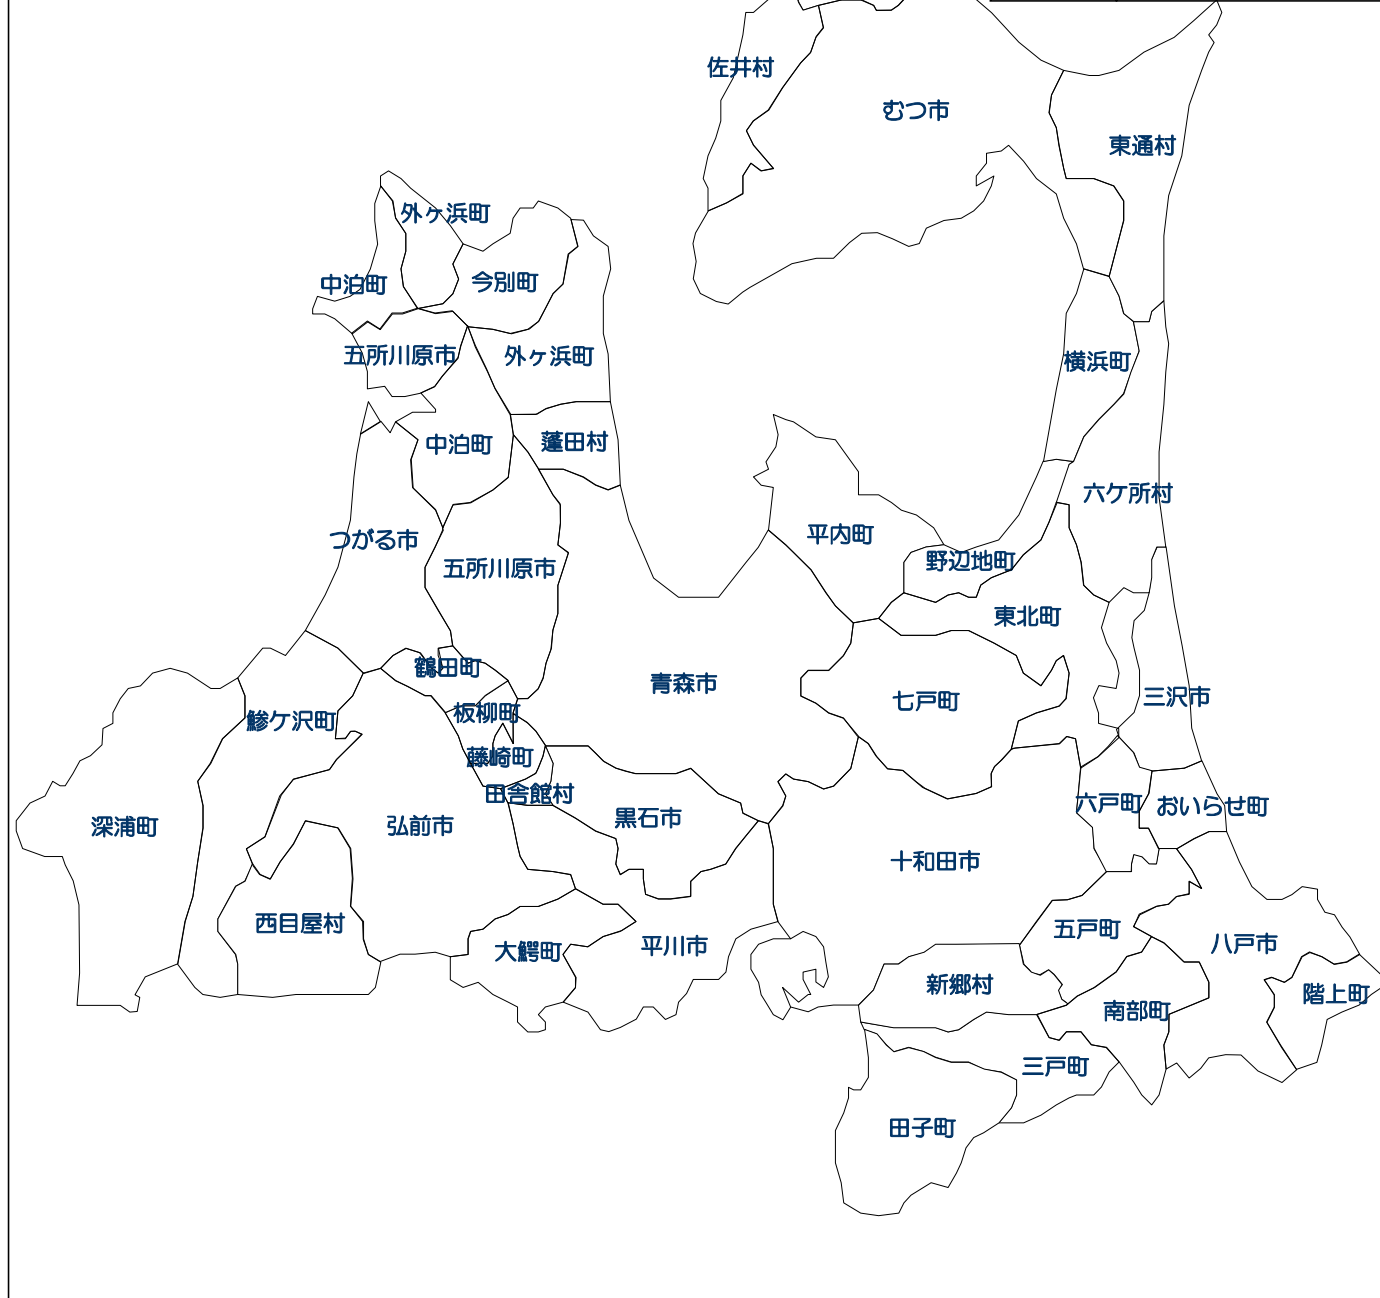 佐井村
むつ市
東通村
外ヶ浜町
中泊町
今別町
五所川原市
外ヶ浜町
横浜町
中泊町
蓬田村
六ケ所村
つがる市
平内町
五所川原市
野辺地町
東北町
鶴田町
青森市
七戸町
三沢市
鰺ケ沢町
板柳町
藤崎町
田舎館村
六戸町
おいらせ町
深浦町
弘前市
黒石市
十和田市
西目屋村
五戸町
大鰐町
平川市
八戸市
新郷村
階上町
南部町
三戸町
田子町